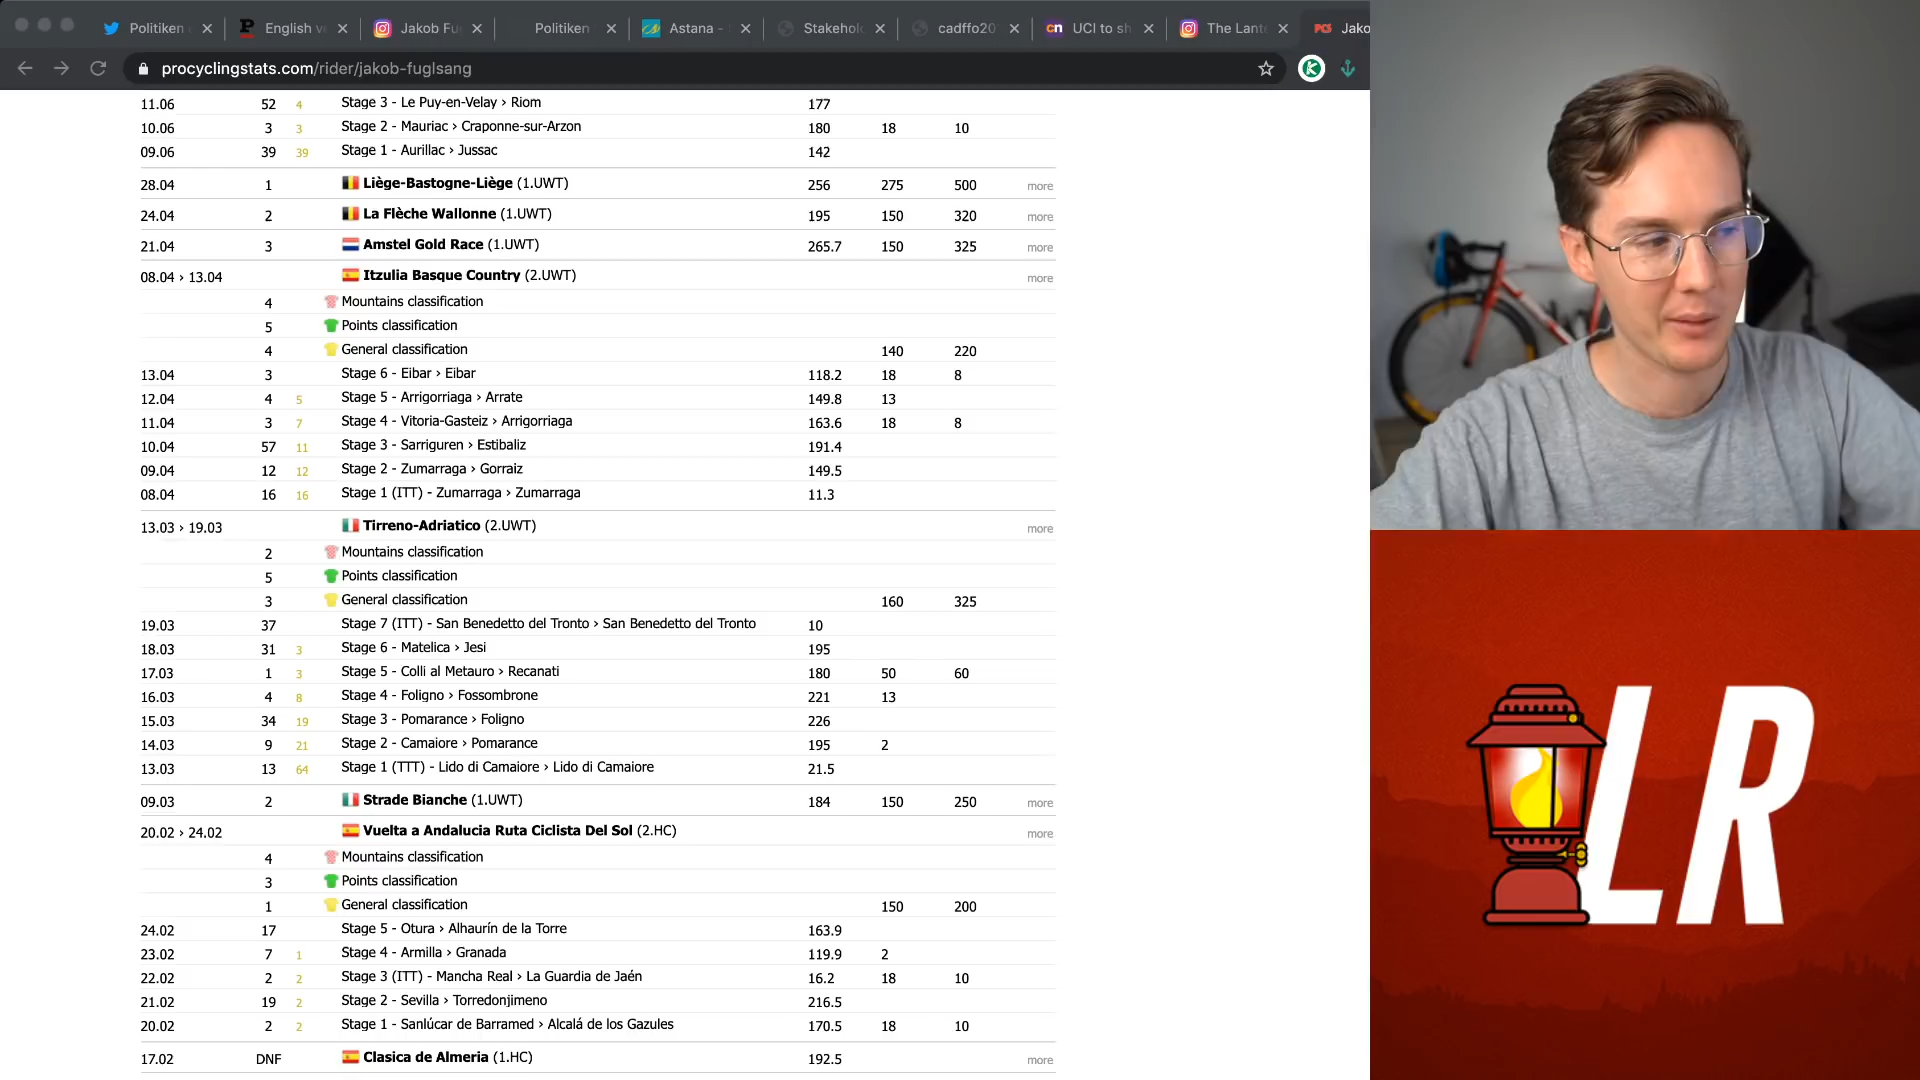 Politiken
English ve
Jakob Fu
Politiken
Astana -
Stakehol
cadffo20
cn UCI to sh
The Lant
PCS Jako
procyclingstats.com/rider/jakob-fuglsang
11.06 52 4 Stage 3 - Le Puy-en-Velay › Riom 177
10.06 3 3 Stage 2 - Mauriac › Craponne-sur-Arzon 180 18 10
09.06 39 39 Stage 1 - Aurillac › Jussac 142
28.04 1 Liège-Bastogne-Liège (1.UWT) 256 275 500 more
24.04 2 La Flèche Wallonne (1.UWT) 195 150 320 more
21.04 3 Amstel Gold Race (1.UWT) 265.7 150 325 more
08.04 › 13.04 Itzulia Basque Country (2.UWT) more
4 Mountains classification
5 Points classification
4 General classification 140 220
13.04 3 Stage 6 - Eibar › Eibar 118.2 18 8
12.04 4 5 Stage 5 - Arrigorriaga › Arrate 149.8 13
11.04 3 7 Stage 4 - Vitoria-Gasteiz › Arrigorriaga 163.6 18 8
10.04 57 11 Stage 3 - Sarriguren › Estibaliz 191.4
09.04 12 12 Stage 2 - Zumarraga › Gorraiz 149.5
08.04 16 16 Stage 1 (ITT) - Zumarraga › Zumarraga 11.3
13.03 › 19.03 Tirreno-Adriatico (2.UWT) more
2 Mountains classification
5 Points classification
3 General classification 160 325
19.03 37 Stage 7 (ITT) - San Benedetto del Tronto › San Benedetto del Tronto 10
18.03 31 3 Stage 6 - Matelica › Jesi 195
17.03 1 3 Stage 5 - Colli al Metauro › Recanati 180 50 60
16.03 4 8 Stage 4 - Foligno › Fossombrone 221 13
15.03 34 19 Stage 3 - Pomarance › Foligno 226
14.03 9 21 Stage 2 - Camaiore › Pomarance 195 2
13.03 13 64 Stage 1 (TTT) - Lido di Camaiore › Lido di Camaiore 21.5
09.03 2 Strade Bianche (1.UWT) 184 150 250 more
20.02 › 24.02 Vuelta a Andalucia Ruta Ciclista Del Sol (2.HC) more
4 Mountains classification
3 Points classification
1 General classification 150 200
24.02 17 Stage 5 - Otura › Alhaurín de la Torre 163.9
23.02 7 1 Stage 4 - Armilla › Granada 119.9 2
22.02 2 2 Stage 3 (ITT) - Mancha Real › La Guardia de Jaén 16.2 18 10
21.02 19 2 Stage 2 - Sevilla › Torredonjimeno 216.5
20.02 2 2 Stage 1 - Sanlúcar de Barramed › Alcalá de los Gazules 170.5 18 10
17.02 DNF Clasica de Almeria (1.HC) 192.5 more
LR